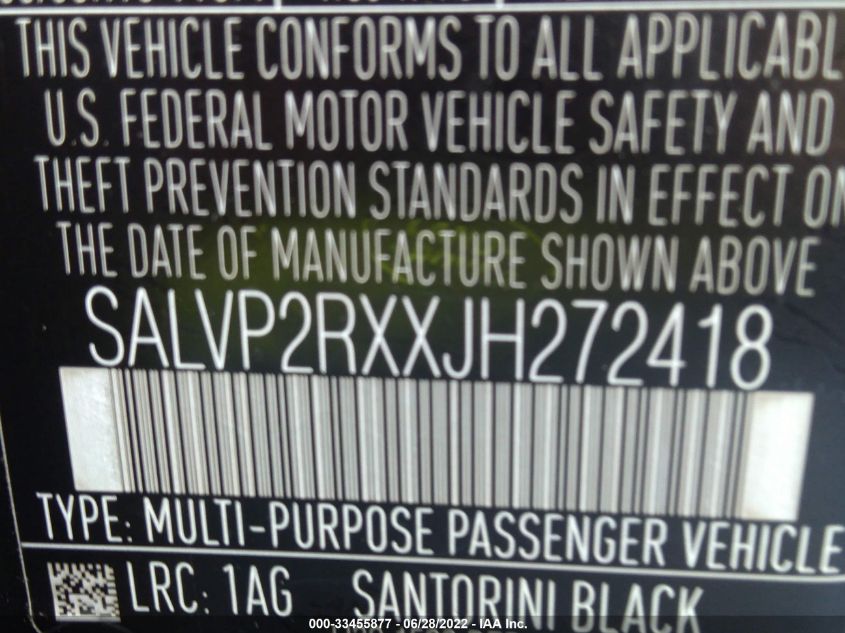 THIS VEHICLE CONFORMS TO ALL APPLICABL
U.S. FEDERAL MOTOR VEHICLE SAFETY AND
THEFT PREVENTION STANDARDS IN EFFECT ON
THE DATE OF MANUFACTURE SHOWN ABOVE
SALVP2RXXJH272418
TYPE: MULTI-PURPOSE PASSENGER VEHICLE
LRC: 1AG SANTORINI BLACK
000-33455877 - 06/28/2022 - IAA Inc.